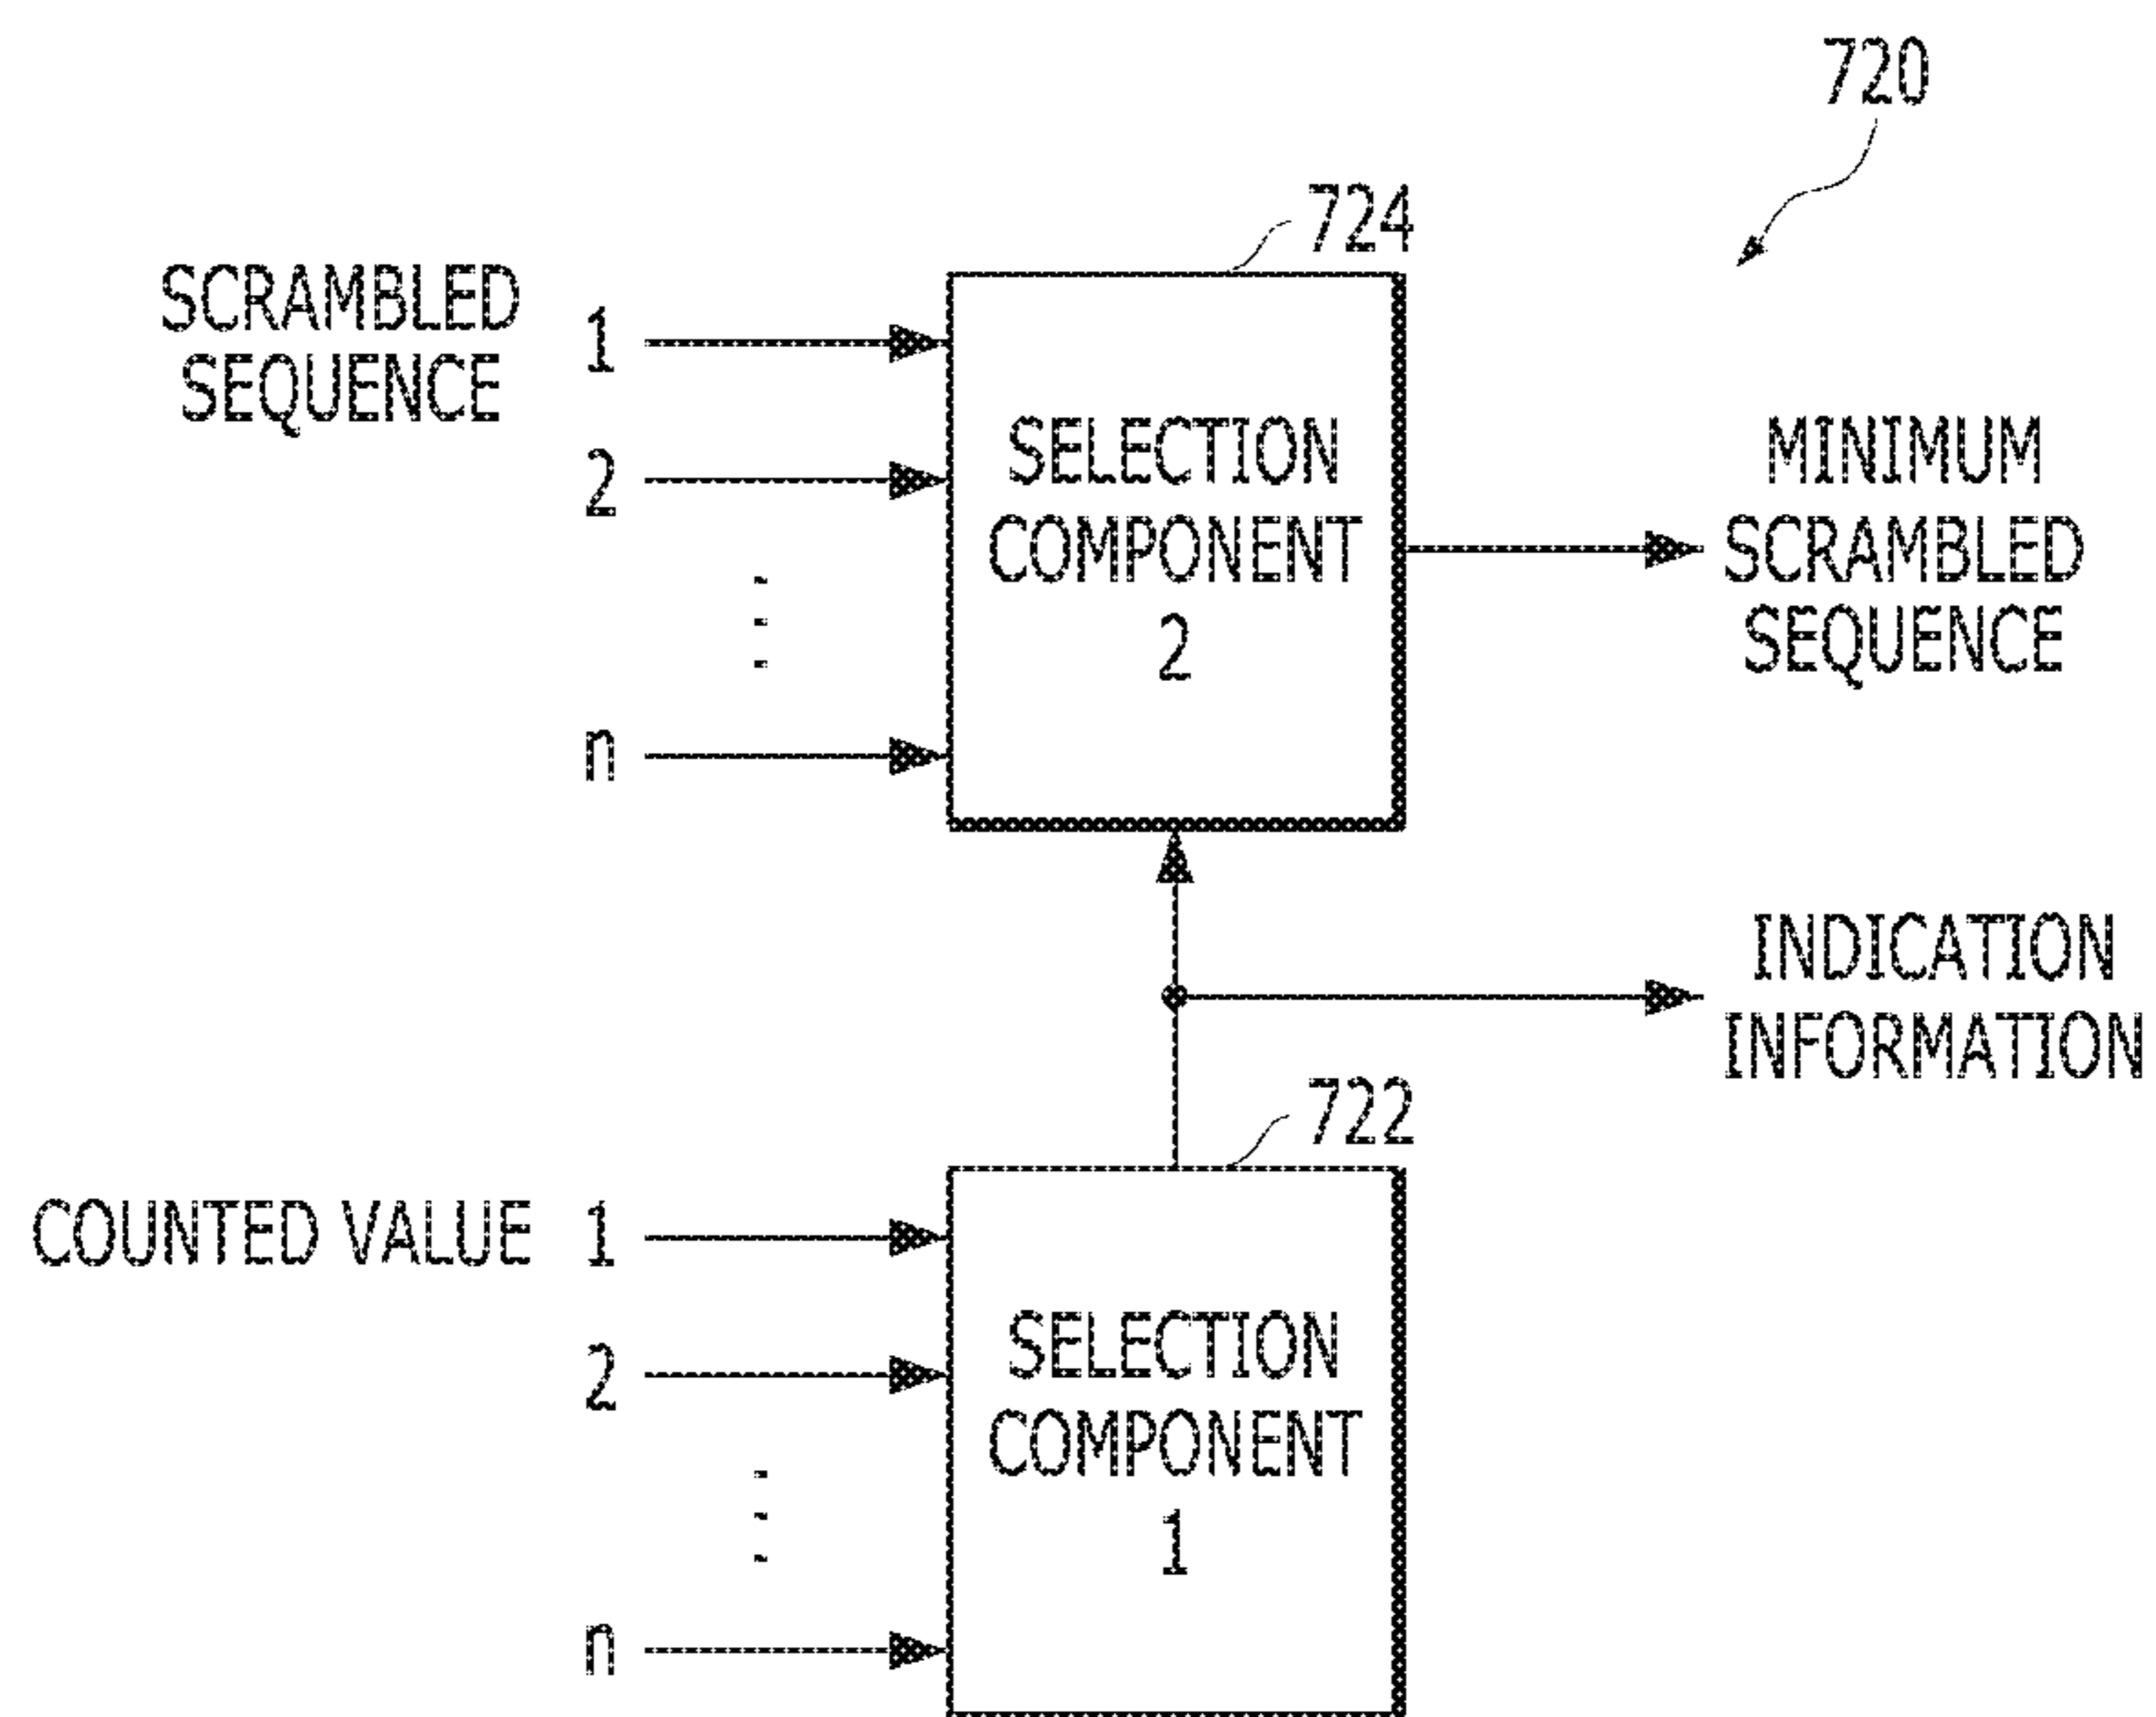 720
724
SCRAMBLED
SEQUENCE
1
2
n
SELECTION
COMPONENT
2
MINIMUM
SCRAMBLED
SEQUENCE
INDICATION
INFORMATION
722
COUNTED VALUE 1
2
n
SELECTION
COMPONENT
1